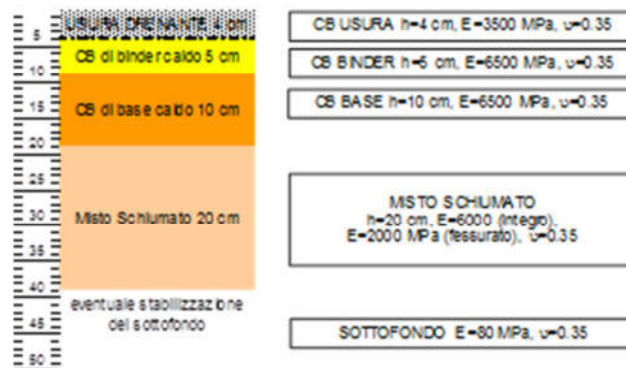 USURA DRENANTE 4 cm
CB di binder caldo 5 cm
CB di base caldo 10 cm
Misto Schiumato 20 cm
eventuale stabilizzazione
del sottofondo
5
10
15
20
25
30
35
40
45
50
CB USURA h=4 cm, E=3500 MPa, υ=0.35
CB BINDER h=5 cm, E=6500 MPa, υ=0.35
CB BASE h=10 cm, E=6500 MPa, υ=0.35
MISTO SCHIUMATO
h=20 cm, E=6000 (integro),
E=2000 MPa (fessurato), υ=0.35
SOTTOFONDO E=80 MPa, υ=0.35